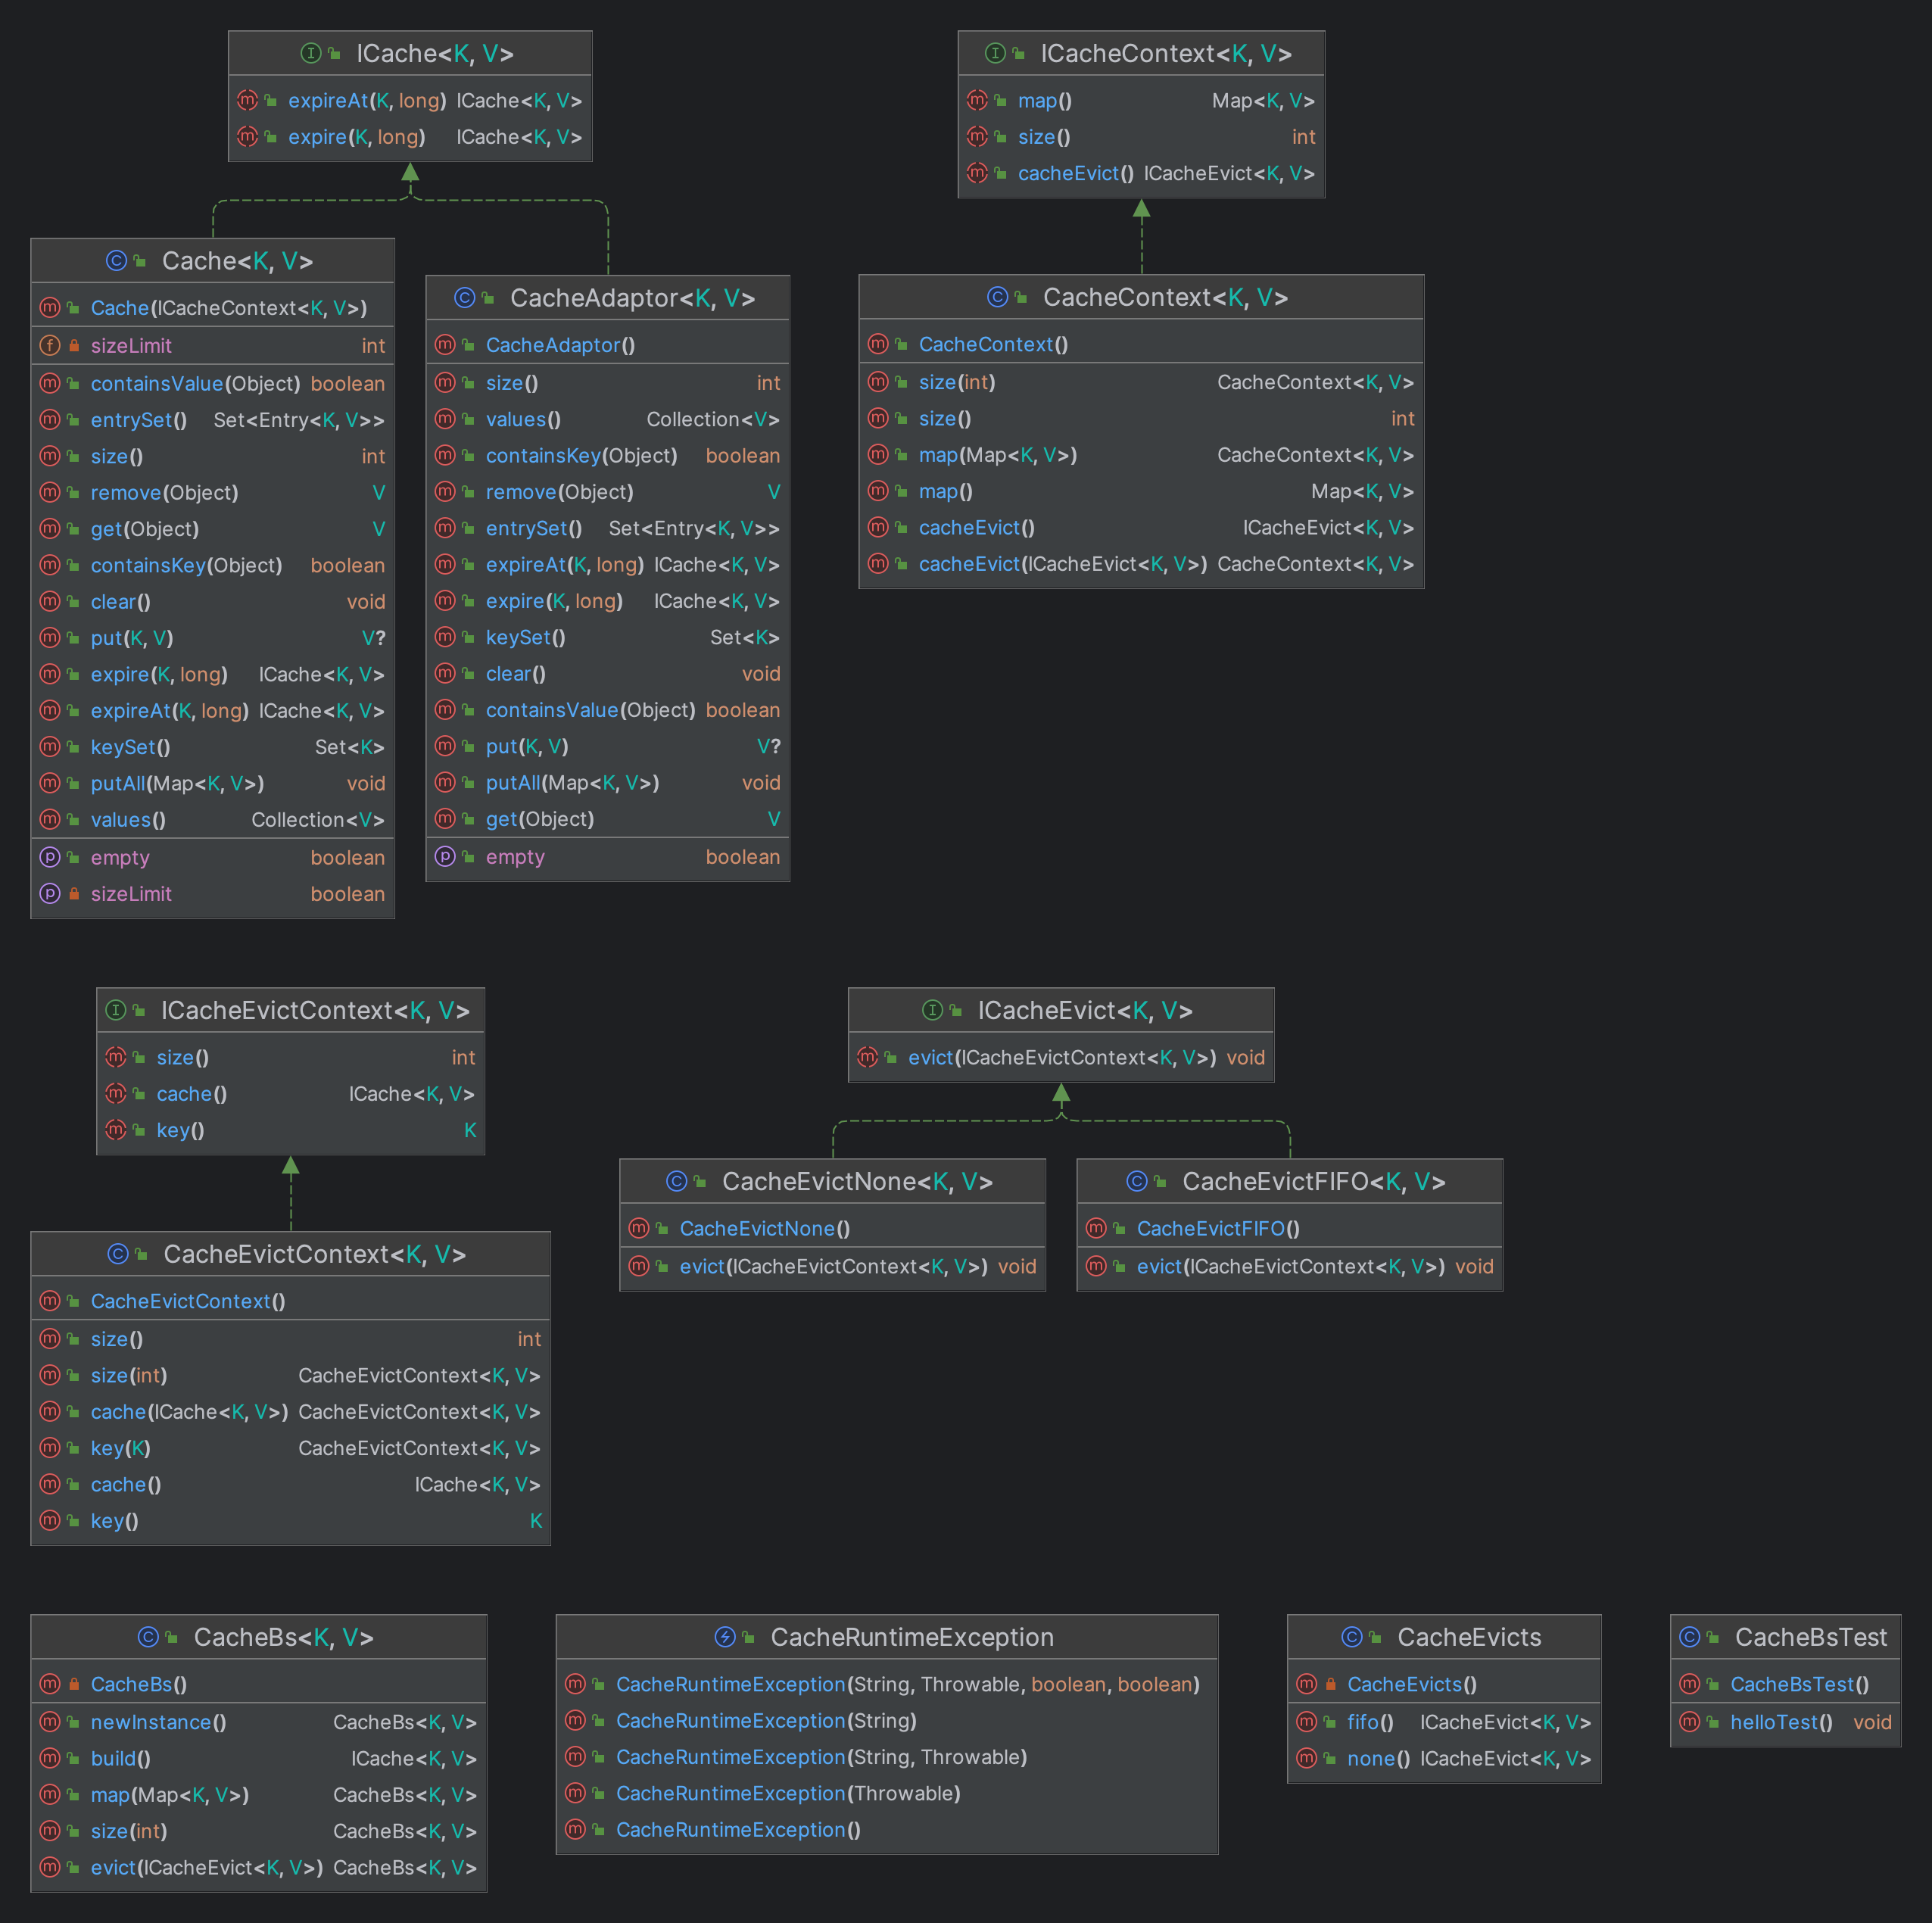 ICache<K, V>
expireAt(K, long) ICache<K, V>
expire(K, long) ICache<K, V>
ICacheContext<K, V>
map() Map<K, V>
size() int
cacheEvict() ICacheEvict<K, V>
Cache<K, V>
Cache(ICacheContext<K, V>)
sizeLimit int
containsValue(Object) boolean
entrySet() Set<Entry<K, V>>
size() int
remove(Object) V
get(Object) V
containsKey(Object) boolean
clear() void
put(K, V) V?
expire(K, long) ICache<K, V>
expireAt(K, long) ICache<K, V>
keySet() Set<K>
putAll(Map<K, V>) void
values() Collection<V>
empty boolean
sizeLimit boolean
CacheAdaptor<K, V>
CacheAdaptor()
size() int
values() Collection<V>
containsKey(Object) boolean
remove(Object) V
entrySet() Set<Entry<K, V>>
expireAt(K, long) ICache<K, V>
expire(K, long) ICache<K, V>
keySet() Set<K>
clear() void
containsValue(Object) boolean
put(K, V) V?
putAll(Map<K, V>) void
get(Object) V
empty boolean
CacheContext<K, V>
CacheContext()
size(int) CacheContext<K, V>
size() int
map(Map<K, V>) CacheContext<K, V>
map() Map<K, V>
cacheEvict() ICacheEvict<K, V>
cacheEvict(ICacheEvict<K, V>) CacheContext<K, V>
ICacheEvictContext<K, V>
size() int
cache() ICache<K, V>
key() K
ICacheEvict<K, V>
evict(ICacheEvictContext<K, V>) void
CacheEvictNone<K, V>
CacheEvictNone()
evict(ICacheEvictContext<K, V>) void
CacheEvictFIFO<K, V>
CacheEvictFIFO()
evict(ICacheEvictContext<K, V>) void
CacheEvictContext<K, V>
CacheEvictContext()
size() int
size(int) CacheEvictContext<K, V>
cache(ICache<K, V>) CacheEvictContext<K, V>
key(K) CacheEvictContext<K, V>
cache() ICache<K, V>
key() K
CacheBs<K, V>
CacheBs()
newInstance() CacheBs<K, V>
build() ICache<K, V>
map(Map<K, V>) CacheBs<K, V>
size(int) CacheBs<K, V>
evict(ICacheEvict<K, V>) CacheBs<K, V>
CacheRuntimeException
CacheRuntimeException(String, Throwable, boolean, boolean)
CacheRuntimeException(String)
CacheRuntimeException(String, Throwable)
CacheRuntimeException(Throwable)
CacheRuntimeException()
CacheEvicts
CacheEvicts()
fifo() ICacheEvict<K, V>
none() ICacheEvict<K, V>
CacheBsTest
CacheBsTest()
helloTest() void